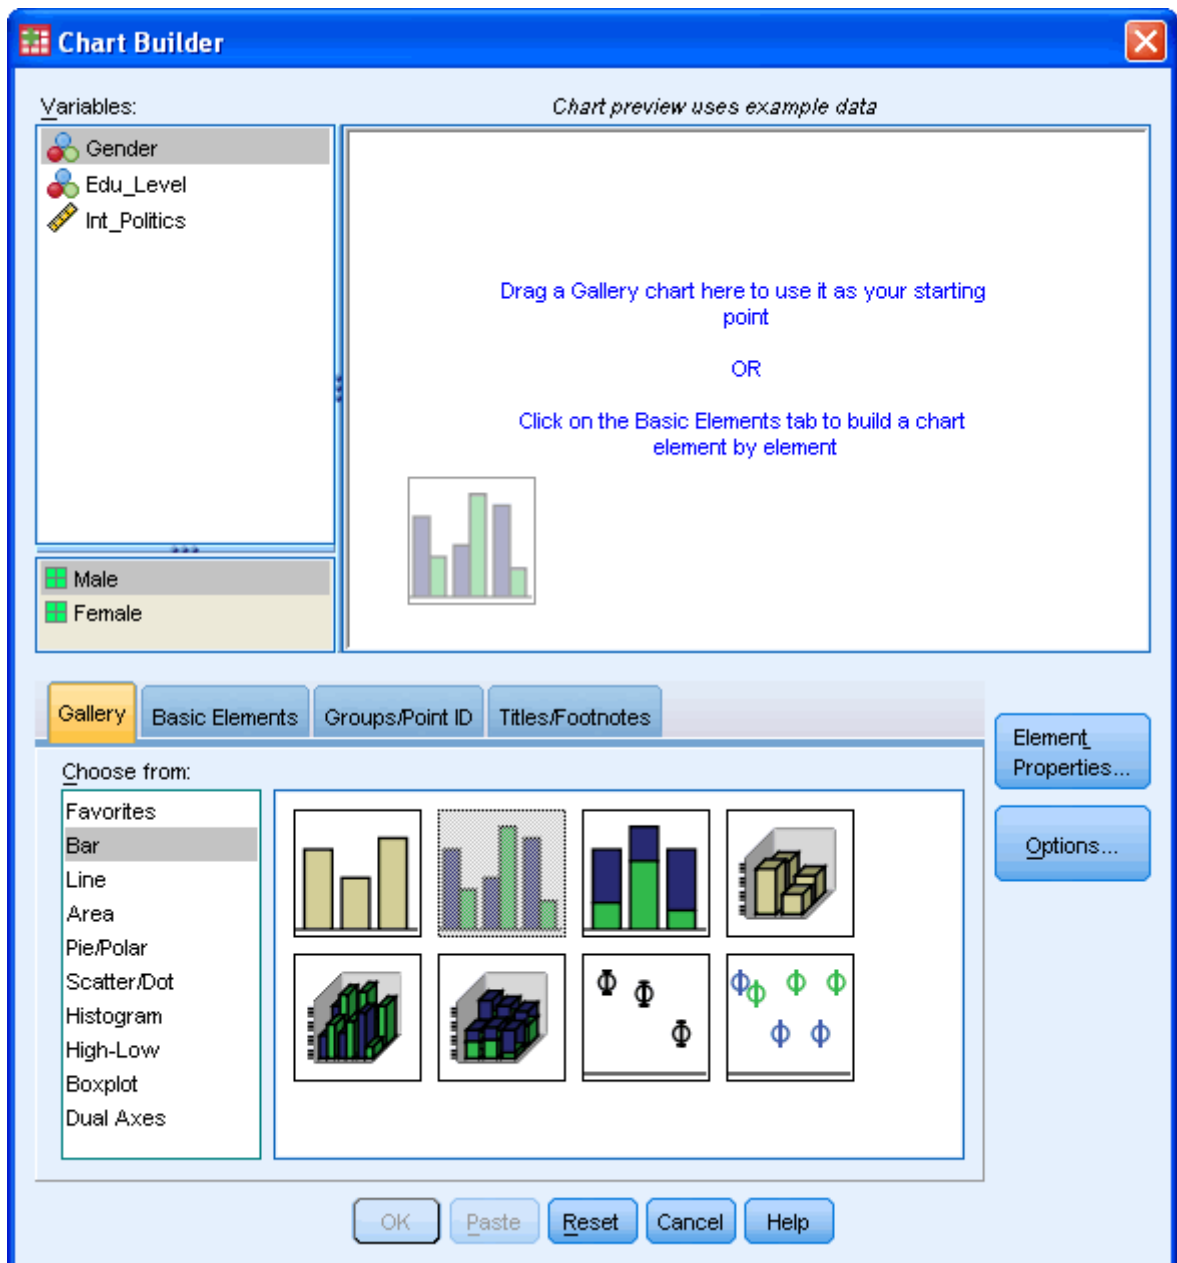 Chart Builder
Variables:
Chart preview uses example data
Gender
Edu_Level
Int_Politics
Drag a Gallery chart here to use it as your starting
point
OR
Click on the Basic Elements tab to build a chart
element by element
Male
Female
Gallery
Basic Elements
Groups/Point ID
Titles/Footnotes
Element
Properties...
Options...
Choose from:
Favorites
Bar
Line
Area
Pie/Polar
Scatter/Dot
Histogram
High-Low
Boxplot
Dual Axes
OK
Paste
Reset
Cancel
Help